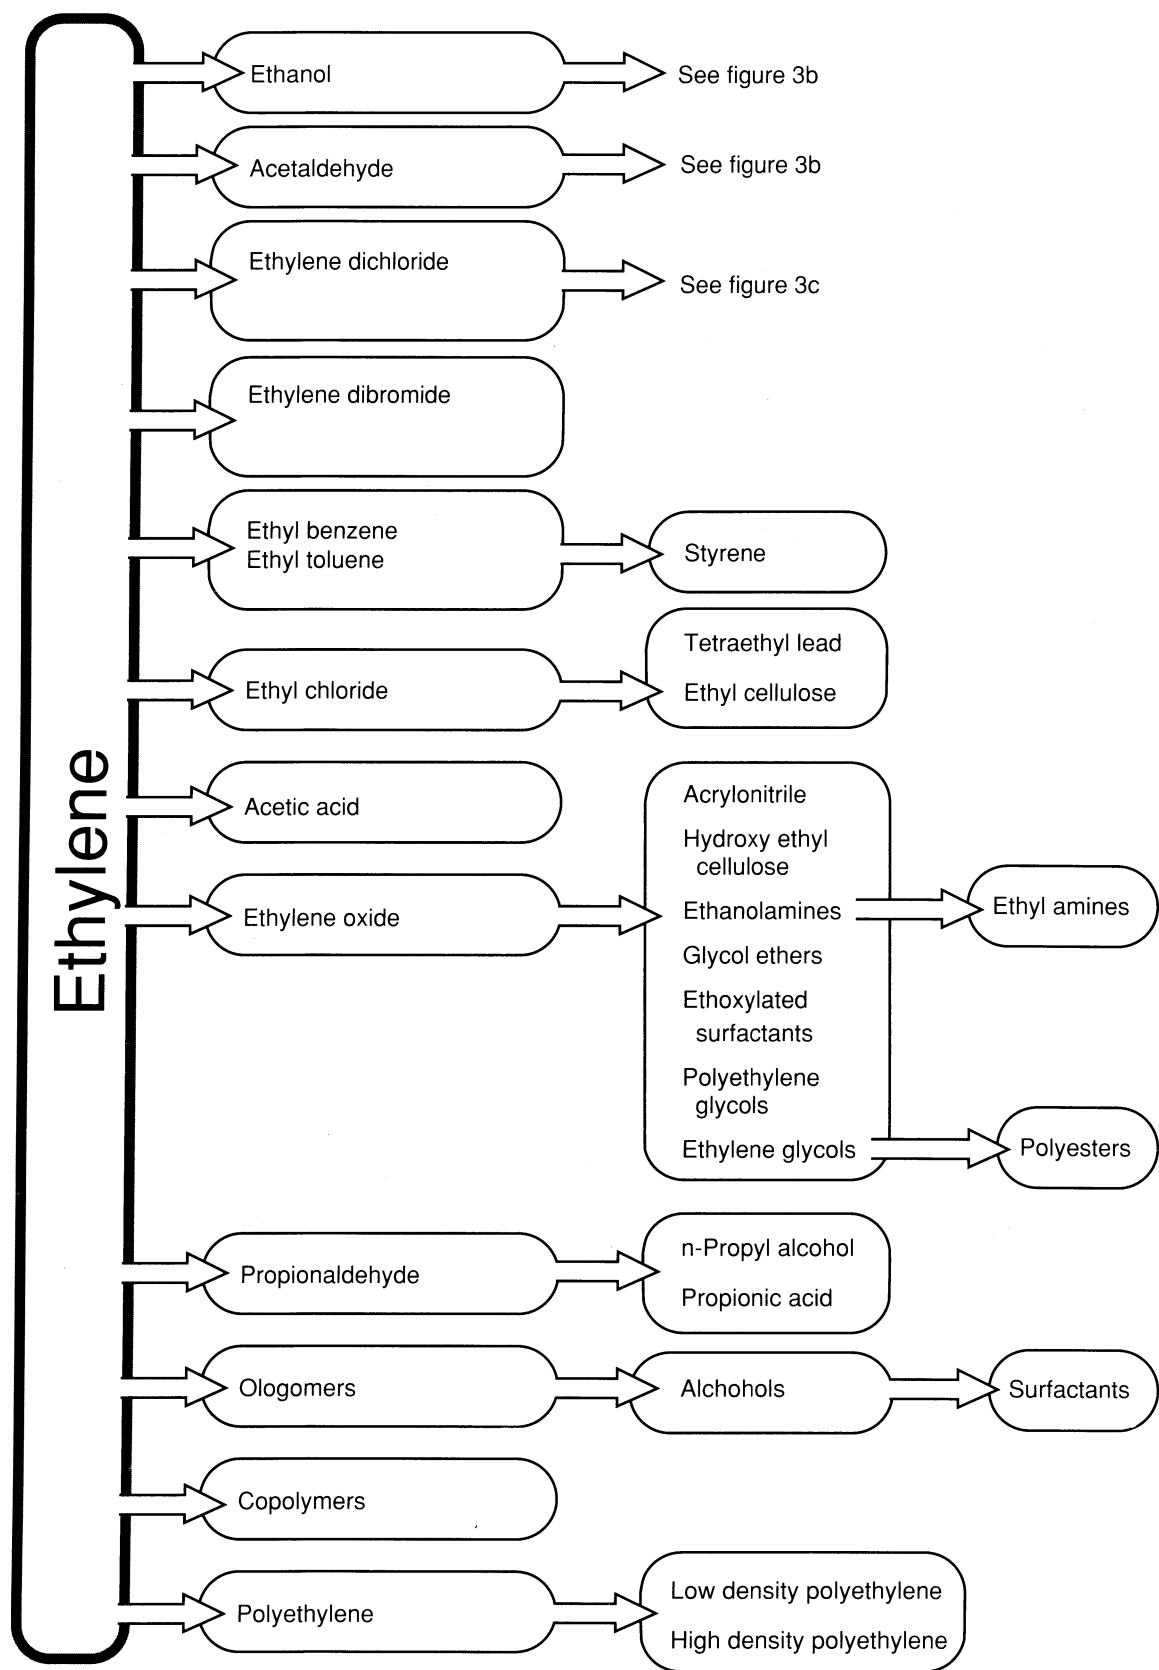 Ethylene
Ethanol
See figure 3b
Acetaldehyde
See figure 3b
Ethylene dichloride
See figure 3c
Ethylene dibromide
Ethyl benzene
Ethyl toluene
Styrene
Ethyl chloride
Tetraethyl lead
Ethyl cellulose
Acetic acid
Ethylene oxide
Acrylonitrile
Hydroxy ethyl
cellulose
Ethanolamines
Ethyl amines
Glycol ethers
Ethoxylated
surfactants
Polyethylene
glycols
Ethylene glycols
Polyesters
Propionaldehyde
n-Propyl alcohol
Propionic acid
Ologomers
Alchohols
Surfactants
Copolymers
Polyethylene
Low density polyethylene
High density polyethylene